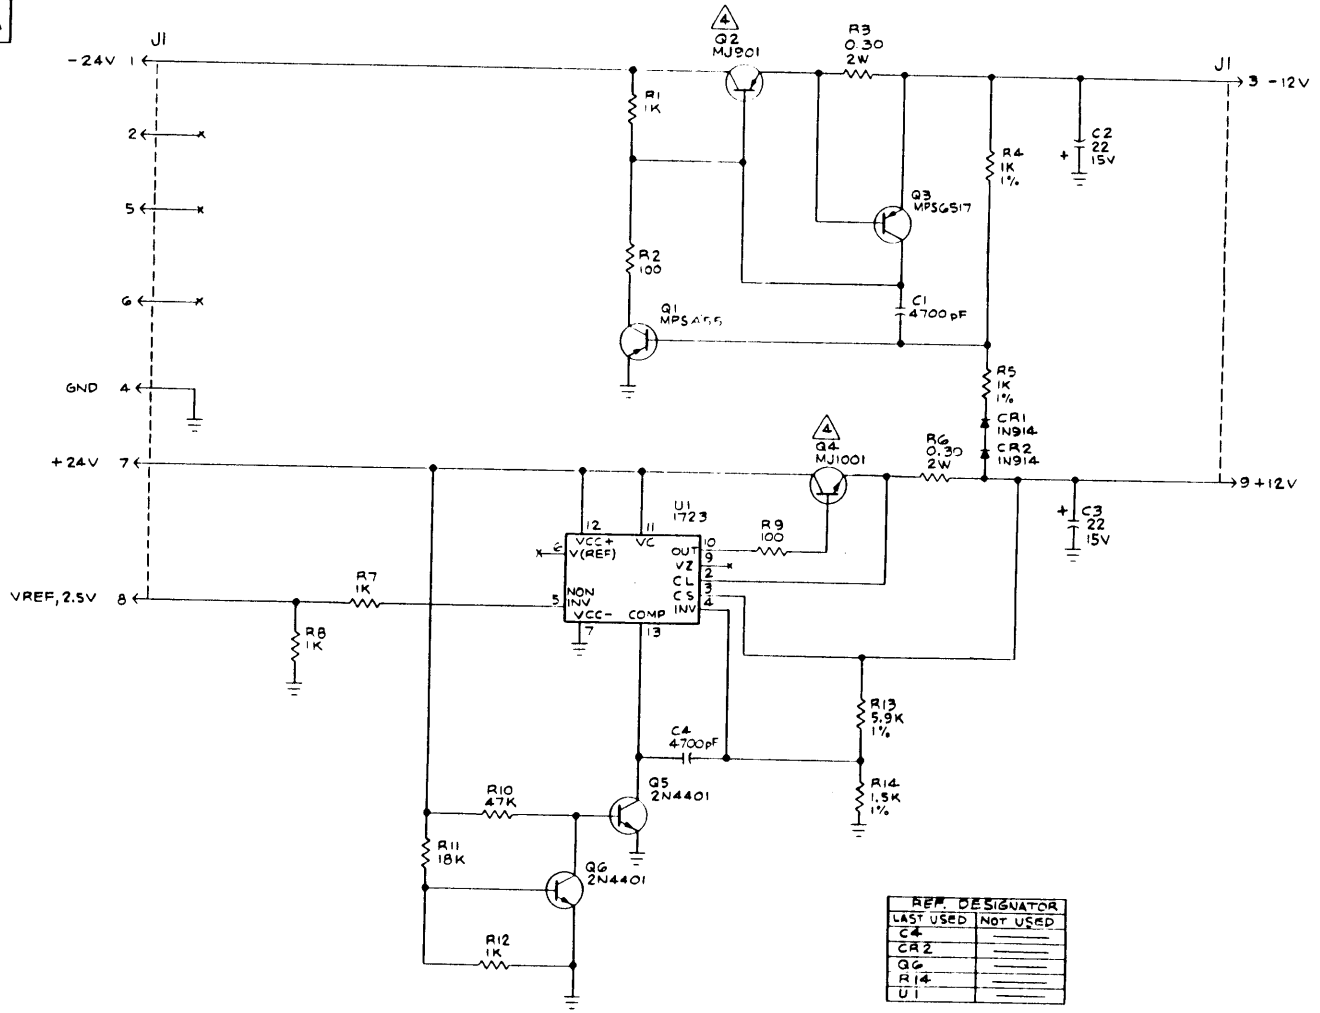 J1
-24V 1
2
5
6
GND 4
+24V 7
VREF, 2.5V 8
4
Q2
MJ901
R3
0.30
2W
J1
3 -12V
R1
1K
C2
22
15V
+
R4
1K
1%
Q3
MPS6517
R2
100
C1
4700pF
Q1
R5
1K
1%
CR1
1N914
CR2
1N914
4
Q4
MJ1001
R6
0.30
2W
9 +12V
U1
1723
12
11
VCC+
VC
6
V(REF)
OUT
10
VZ
9
CL
2
CS
3
INV
4
NON
INV
5
VCC-
COMP
7
13
R9
100
+
C3
22
15V
R7
1K
R8
1K
R13
5.9K
1%
C4
4700pF
R14
1.5K
1%
Q5
2N4401
R10
47K
R11
18K
Q6
2N4401
R12
1K
REF. DESIGNATOR
LAST USED NOT USED
C4
CR2
Q6
R14
U1